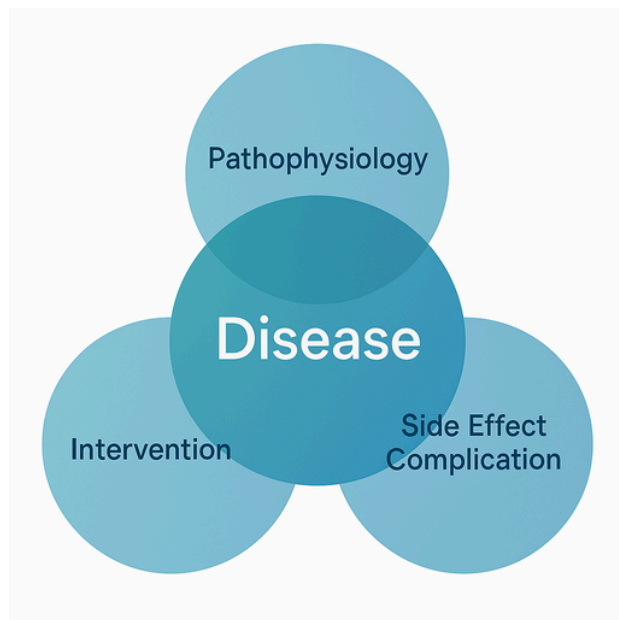 Pathophysiology
Disease
Intervention
Side Effect
Complication